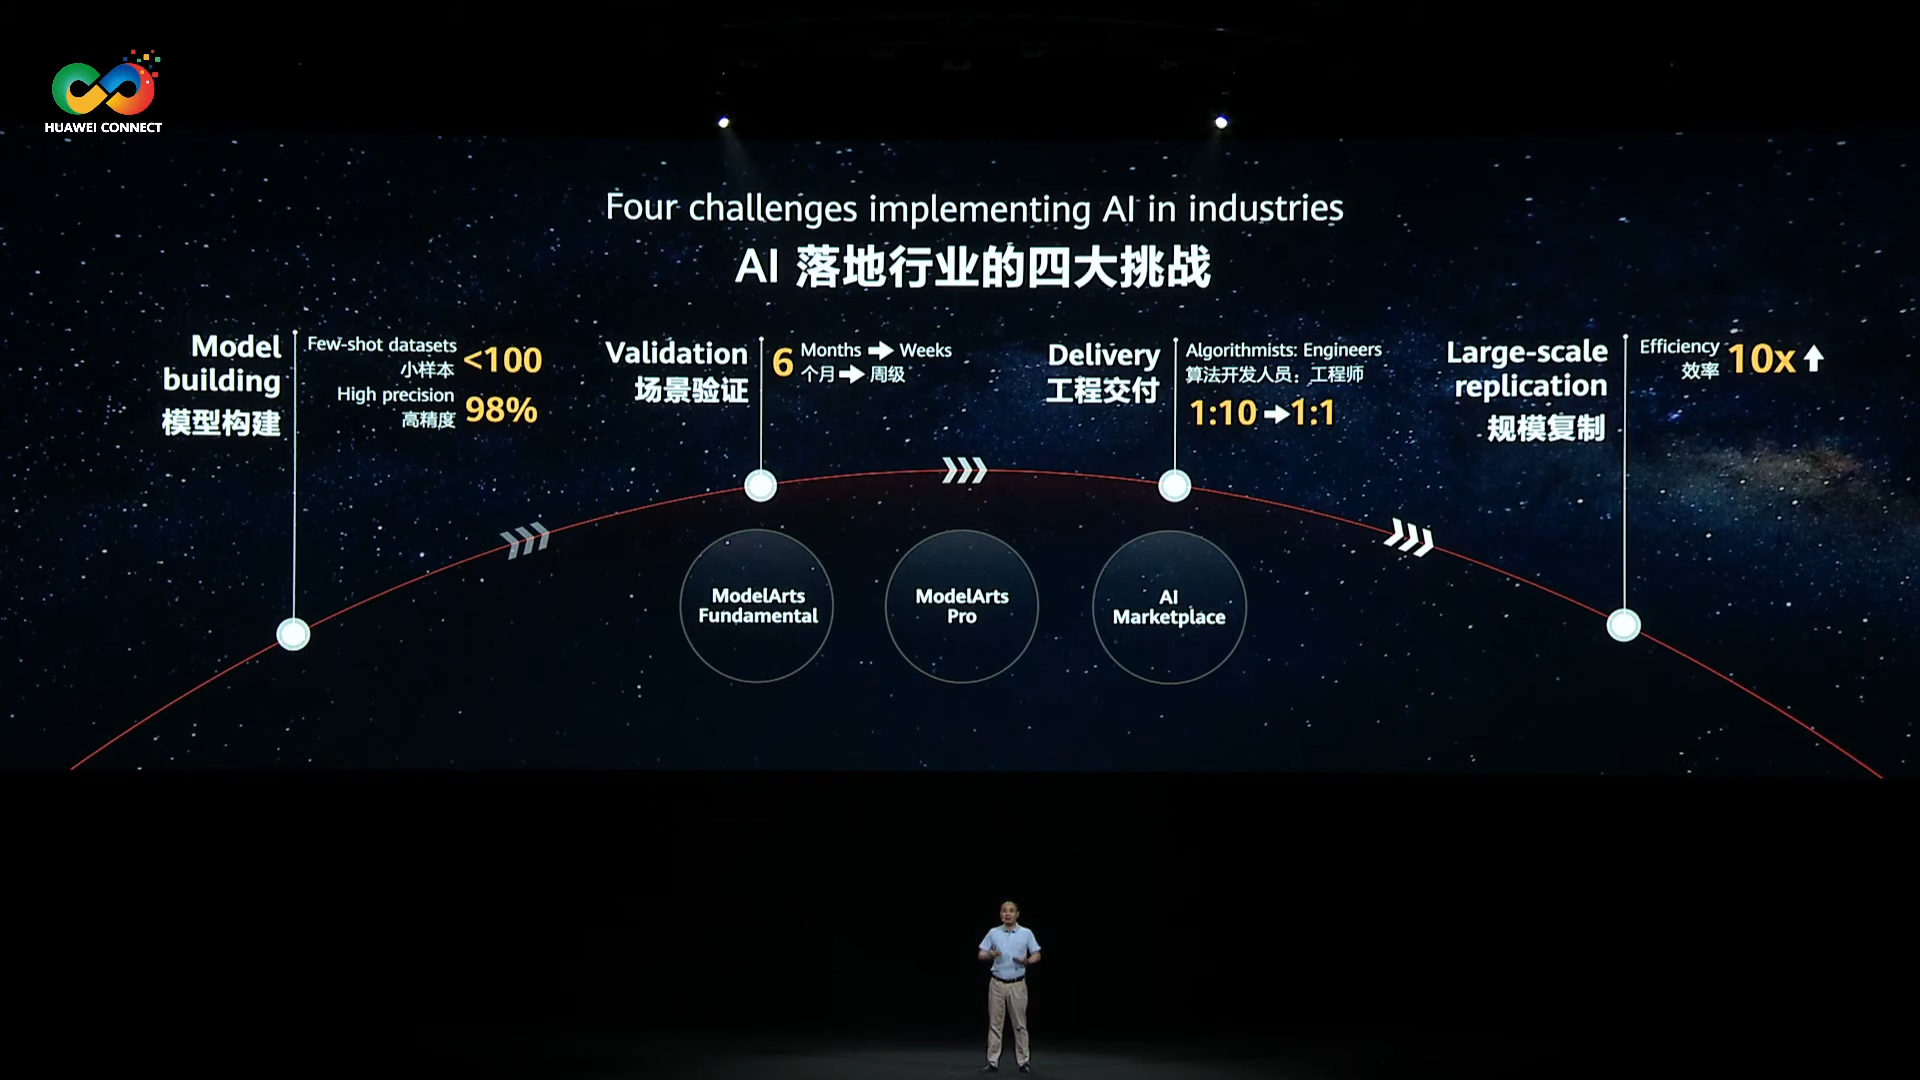 HUAWEI CONNECT
Four challenges implementing AI in industries
AI 落地行业的四大挑战
Model
building
模型构建
Few-shot datasets
小样本
<100
High precision
高精度
98%
Validation
场景验证
6
Months → Weeks
个月 → 周级
Delivery
工程交付
Algorithmists: Engineers
算法开发人员：工程师
1:10 → 1:1
Large-scale
replication
规模复制
Efficiency
效率
10x ↑
ModelArts
Fundamental
ModelArts
Pro
AI
Marketplace